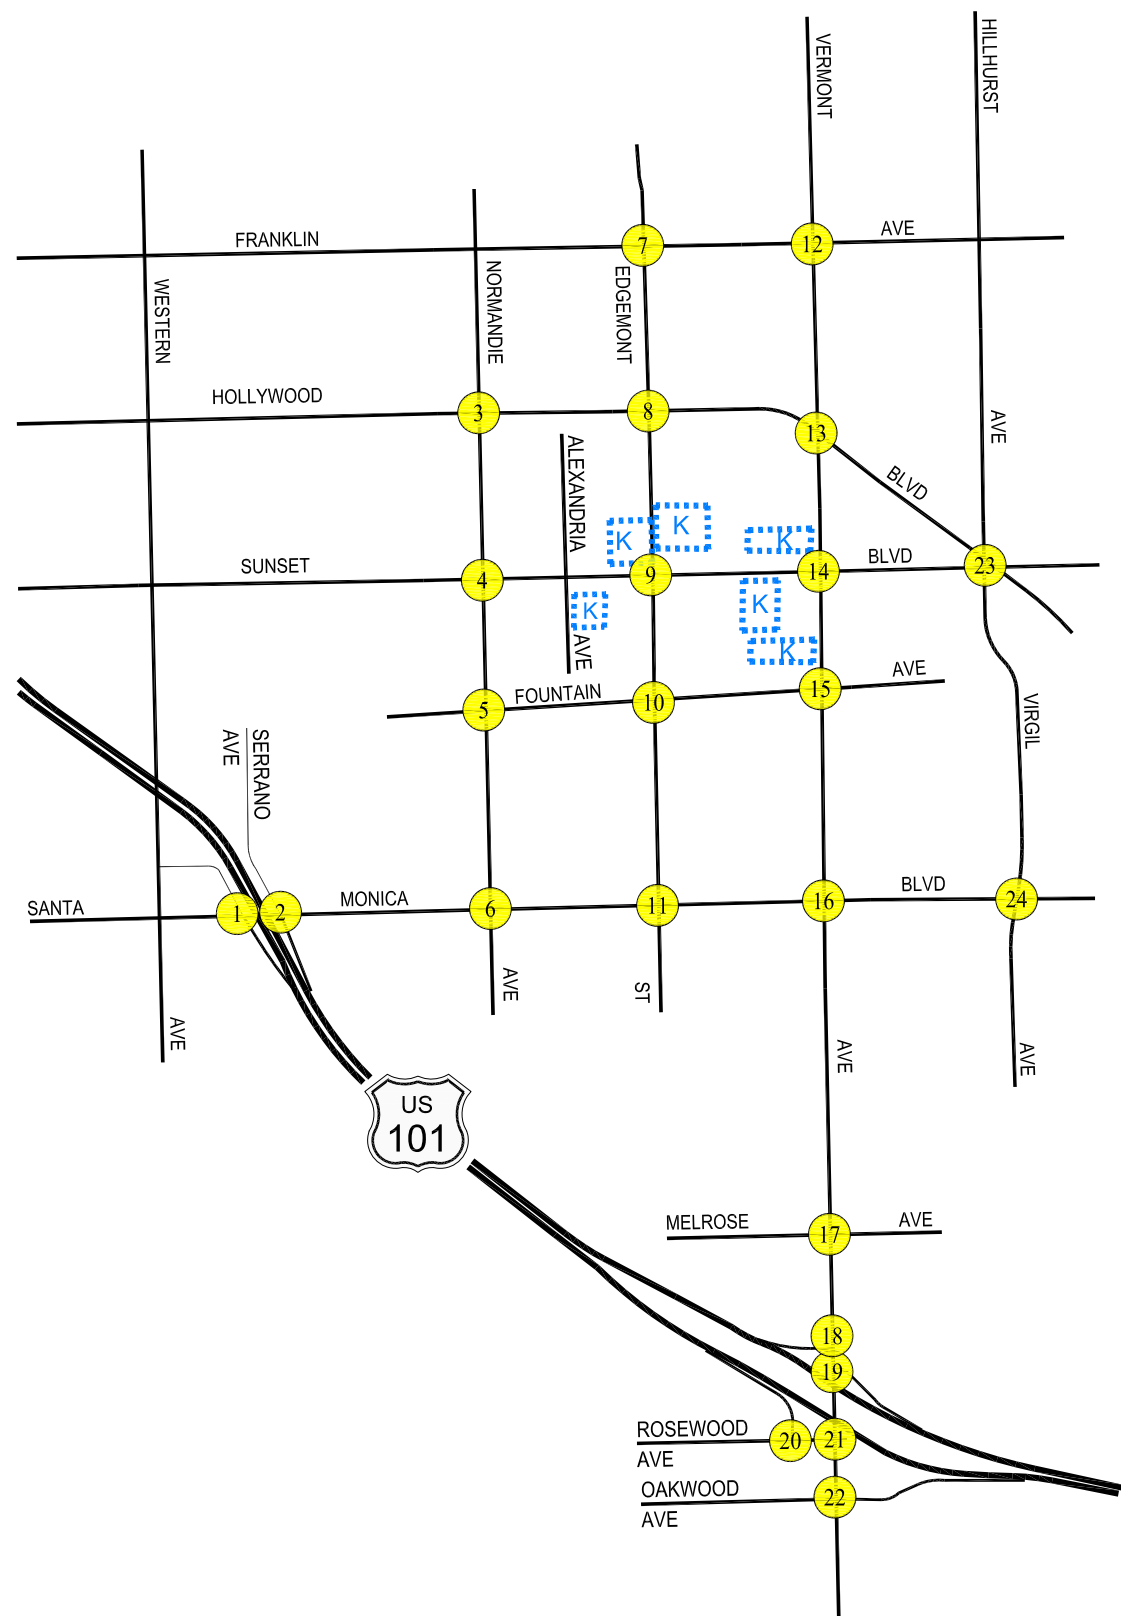 HILLHURST
VERMONT
FRANKLIN
7
12
AVE
WESTERN
NORMANDIE
EDGEMONT
HOLLYWOOD
3
8
13
AVE
ALEXANDRIA
BLVD
K
K
K
SUNSET
4
9
14
BLVD
23
K
K
K
AVE
FOUNTAIN
5
10
15
AVE
VIRGIL
SERRANO
AVE
SANTA
1
2
MONICA
6
11
16
BLVD
24
AVE
ST
AVE
AVE
AVE
US
101
MELROSE
17
AVE
18
19
ROSEWOOD
AVE
20
21
OAKWOOD
AVE
22